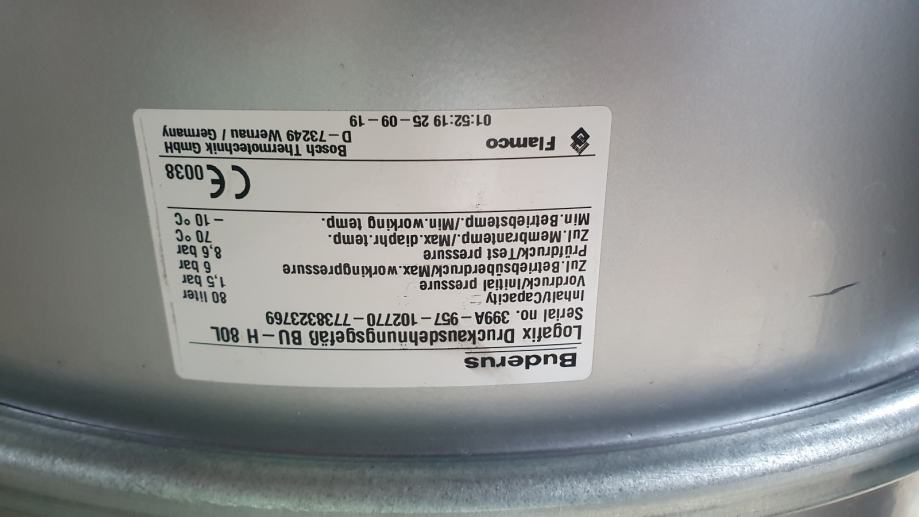 Buderus
Logafix Druckausdehnungsgefäß BU – H 80L
Serial no. 399A – 957 – 102770 – 7738323769
Inhalt/Capacity 80 liter
Vordruck/Initial pressure 1,5 bar
Zul.Betriebsüberdruck/Max.workingpressure 6 bar
Prüfdruck/Test pressure 8,6 bar
Zul.Membrantemp./Max.diaphr.temp. 70 °C
Min.Betriebstemp./Min.working temp. – 10 °C
CE 0038
Flamco Bosch Thermotechnik GmbH
D – 73249 Wernau / Germany
01:52:19 25 – 09 – 19